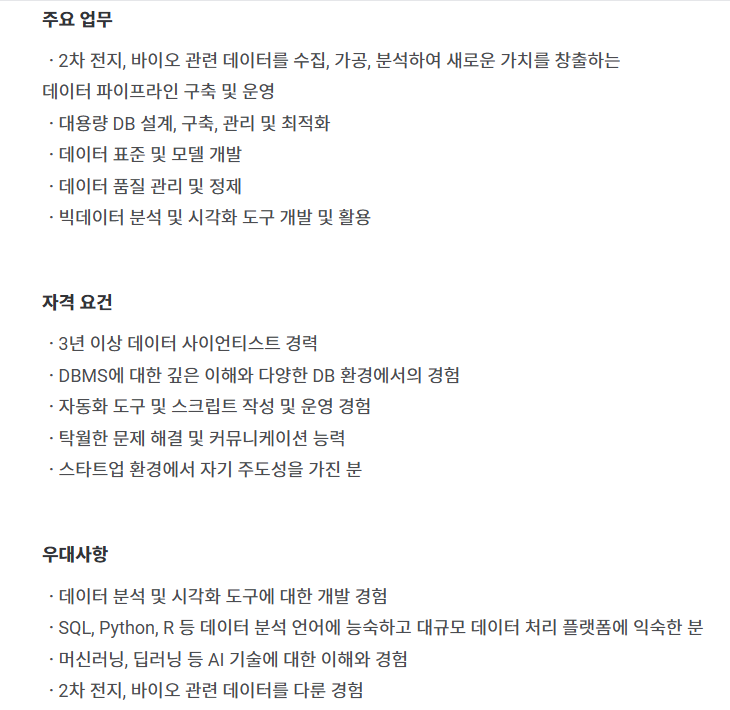 주요 업무
· 2차 전지, 바이오 관련 데이터를 수집, 가공, 분석하여 새로운 가치를 창출하는
데이터 파이프라인 구축 및 운영
· 대용량 DB 설계, 구축, 관리 및 최적화
· 데이터 표준 및 모델 개발
· 데이터 품질 관리 및 정제
· 빅데이터 분석 및 시각화 도구 개발 및 활용
자격 요건
· 3년 이상 데이터 사이언티스트 경력
· DBMS에 대한 깊은 이해와 다양한 DB 환경에서의 경험
· 자동화 도구 및 스크립트 작성 및 운영 경험
· 탁월한 문제 해결 및 커뮤니케이션 능력
· 스타트업 환경에서 자기 주도성을 가진 분
우대사항
· 데이터 분석 및 시각화 도구에 대한 개발 경험
· SQL, Python, R 등 데이터 분석 언어에 능숙하고 대규모 데이터 처리 플랫폼에 익숙한 분
· 머신러닝, 딥러닝 등 AI 기술에 대한 이해와 경험
· 2차 전지, 바이오 관련 데이터를 다룬 경험